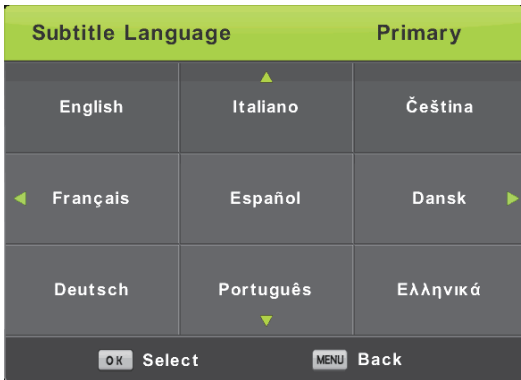 Subtitle Language Primary
English Italiano Čeština
Français Español Dansk
Deutsch Português Ελληνικά
OK Select MENU Back